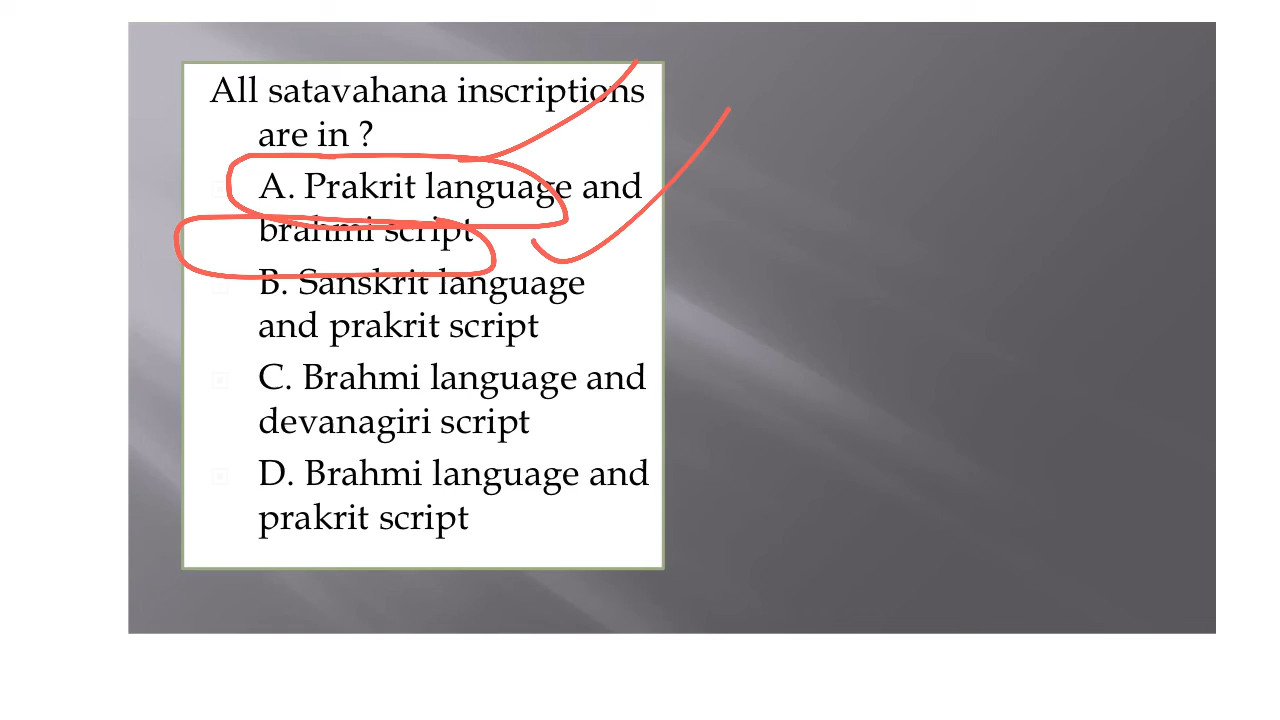 All satavahana inscriptions
are in ?
A. Prakrit language and
brahmi script
B. Sanskrit language
and prakrit script
C. Brahmi language and
devanagiri script
D. Brahmi language and
prakrit script